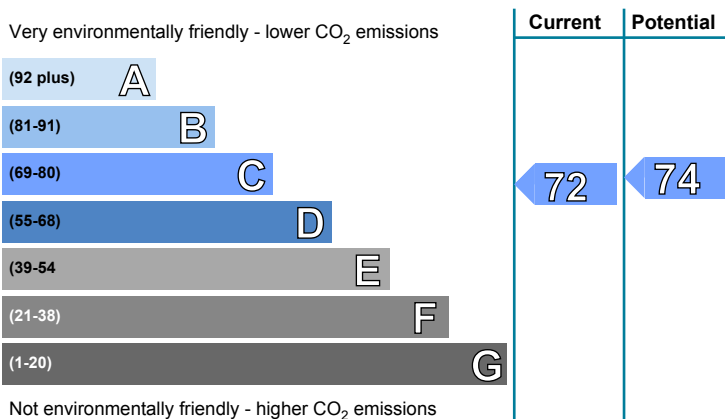 Very environmentally friendly - lower CO₂ emissions
Current
Potential
(92 plus) A
(81-91) B
(69-80) C
(55-68) D
(39-54 E
(21-38) F
(1-20) G
72
74
Not environmentally friendly - higher CO₂ emissions